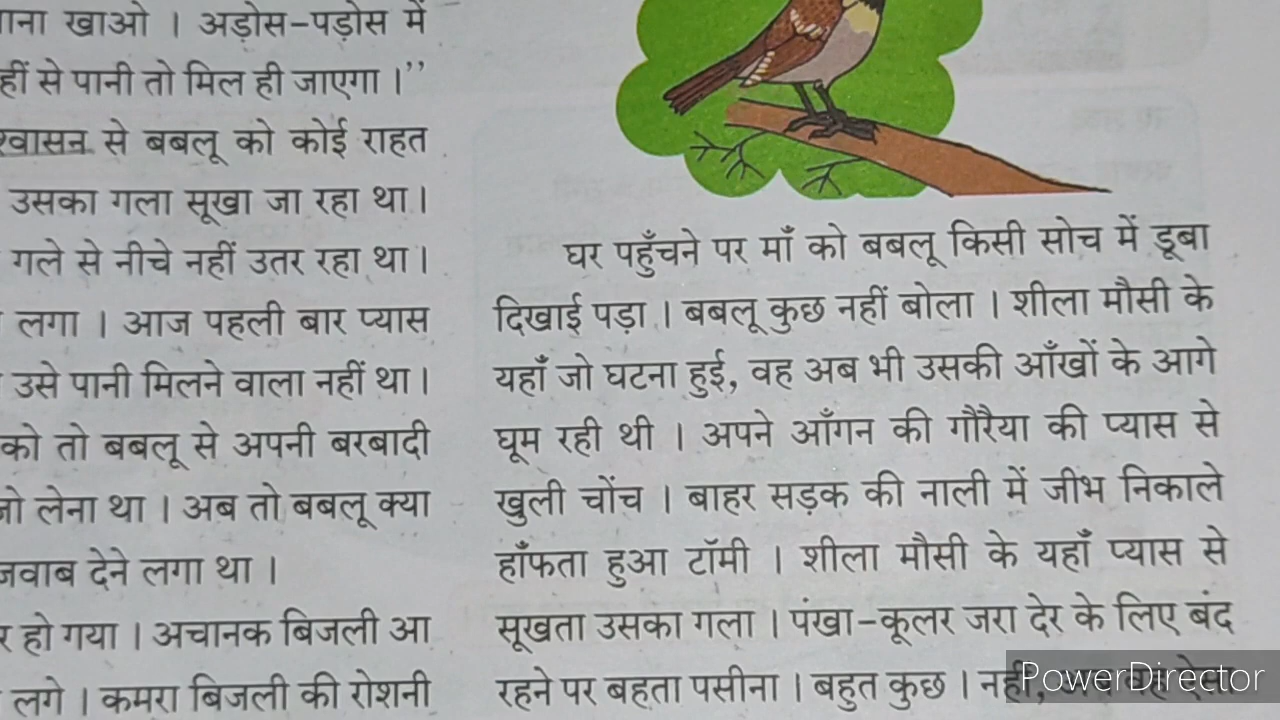 खाओ । अड़ोस-पड़ोस में
से पानी तो मिल ही जाएगा ।”
से बबलू को कोई राहत
उसका गला सूखा जा रहा था ।
गले से नीचे नहीं उतर रहा था ।
लगा । आज पहली बार प्यास
उसे पानी मिलने वाला नहीं था ।
को तो बबलू से अपनी बरबादी
लेना था । अब तो बबलू क्या
जवाब देने लगा था ।
हो गया । अचानक बिजली आ
लगे । कमरा बिजली की रोशनी
घर पहुँचने पर माँ को बबलू किसी सोच में डूबा
दिखाई पड़ा । बबलू कुछ नहीं बोला । शीला मौसी के
यहाँ जो घटना हुई, वह अब भी उसकी आँखों के आगे
घूम रही थी । अपने आँगन की गौरैया की प्यास से
खुली चोंच । बाहर सड़क की नाली में जीभ निकाले
हाँफता हुआ टॉमी । शीला मौसी के यहाँ प्यास से
सूखता उसका गला । पंखा-कूलर जरा देर के लिए बंद
रहने पर बहता पसीना । बहुत कुछ । नहीं,
PowerDirector